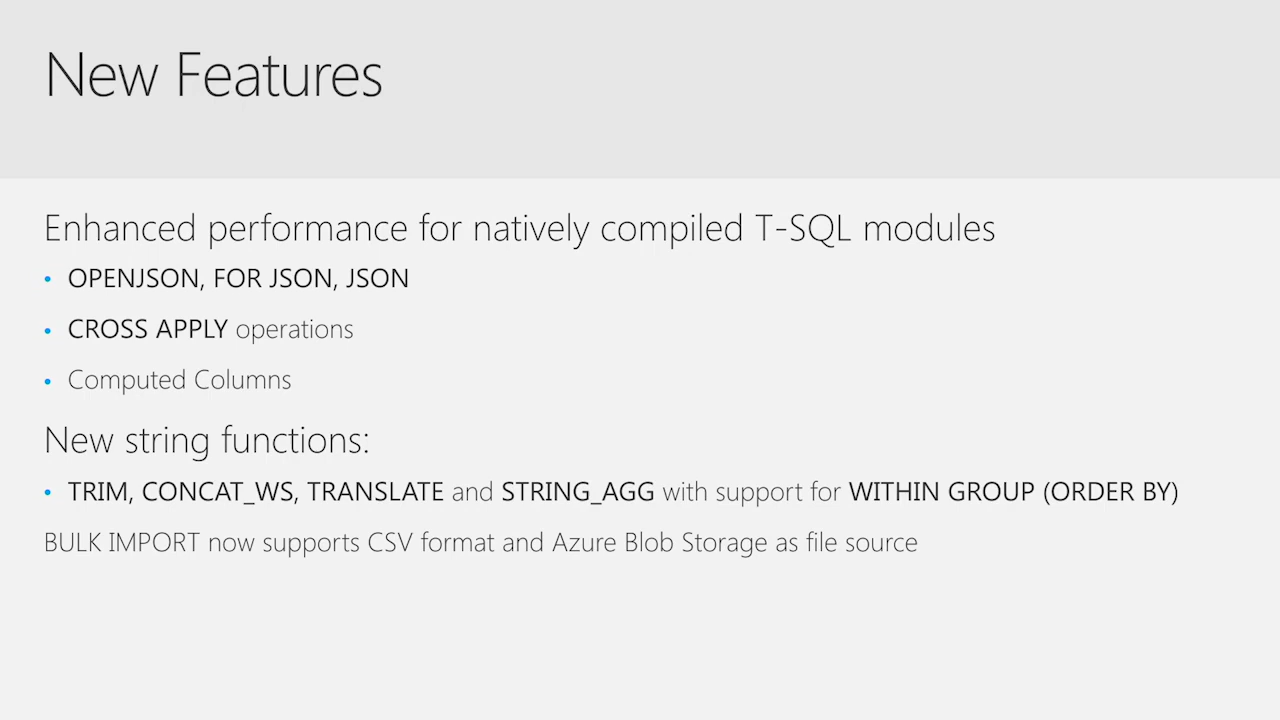 New Features
Enhanced performance for natively compiled T-SQL modules
• OPENJSON, FOR JSON, JSON
• CROSS APPLY operations
• Computed Columns
New string functions:
• TRIM, CONCAT_WS, TRANSLATE and STRING_AGG with support for WITHIN GROUP (ORDER BY)
BULK IMPORT now supports CSV format and Azure Blob Storage as file source